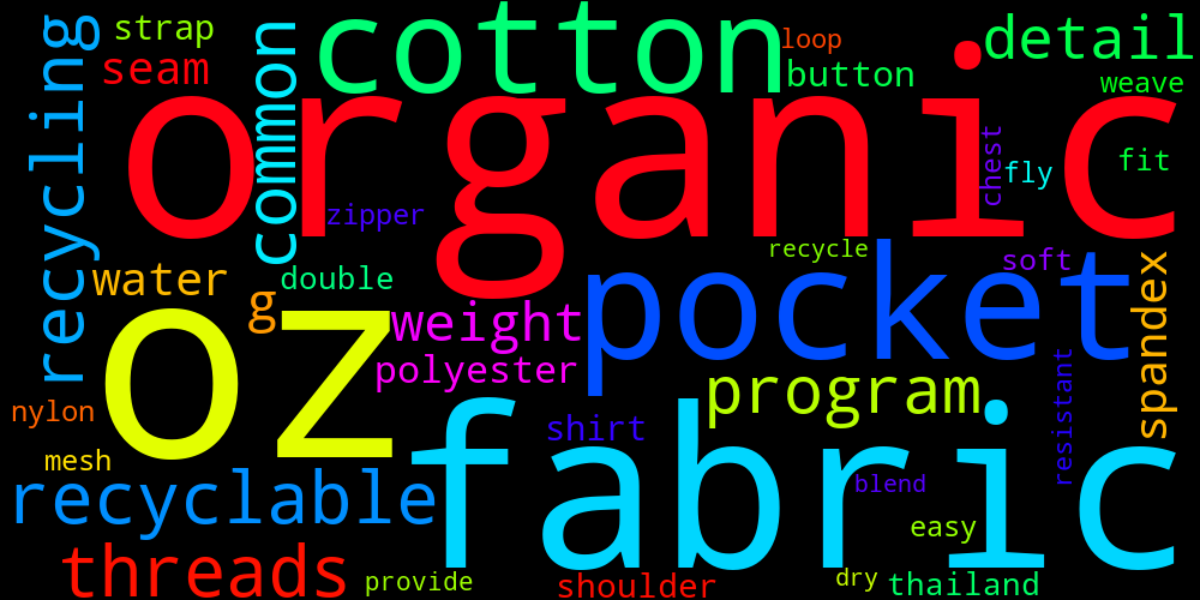 strap
cotton
loop
detail
seam
common
button
weave
recycling
organic
chest
fly
fit
zipper
recycle
soft
water
double
pocket
g
oz
weight
spandex
polyester
program
resistant
nylon
shirt
fabric
mesh
recyclable
blend
easy
threads
provide
shoulder
dry
thailand